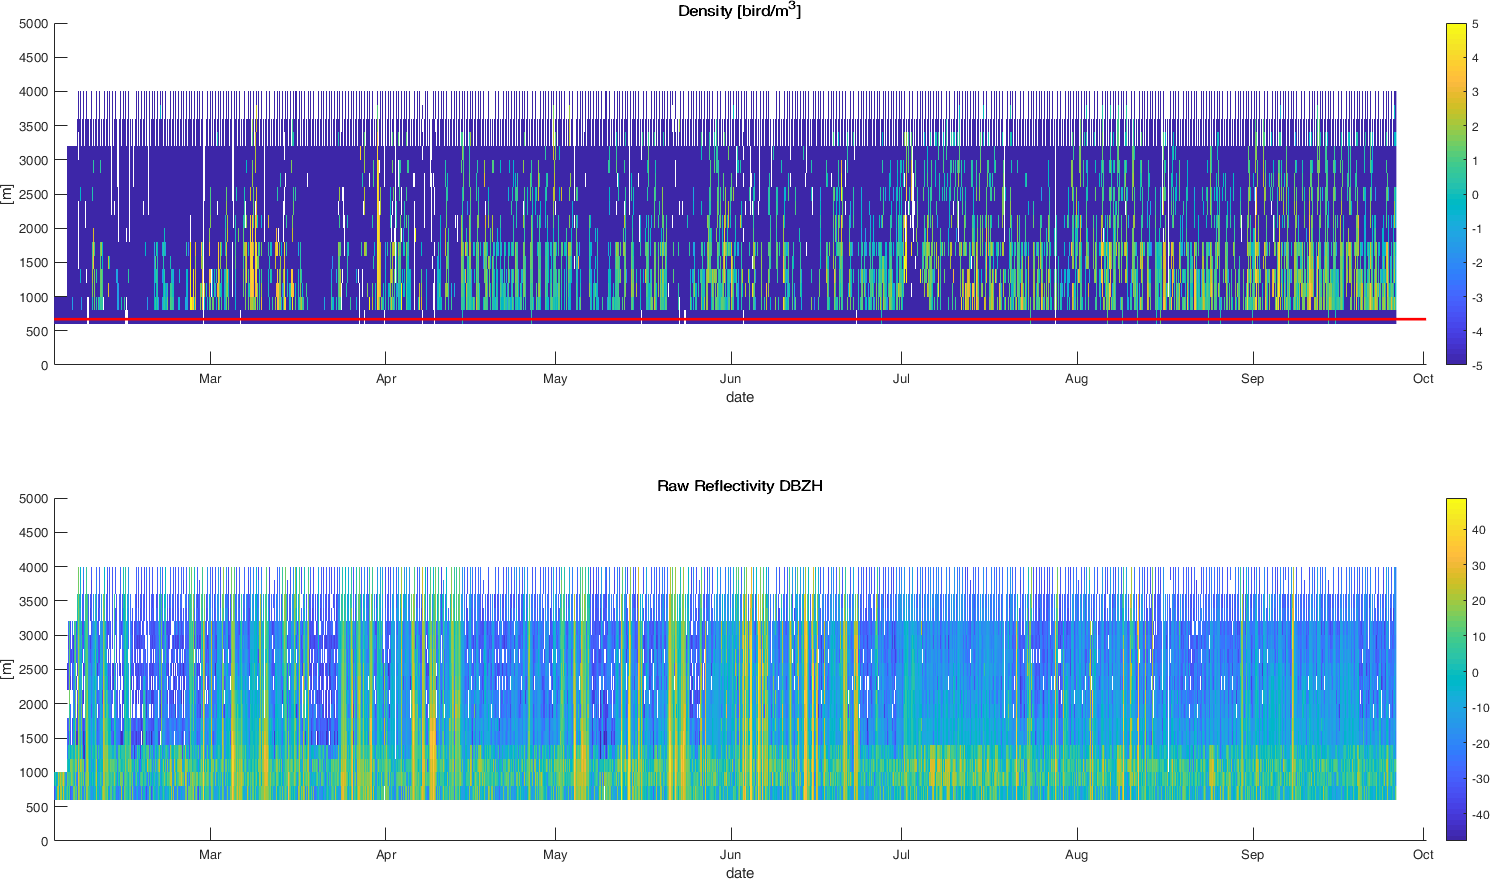 Density [bird/m3]
5000
4500
4000
3500
3000
2500
2000
1500
1000
500
0
[m]
Mar
Apr
May
Jun
Jul
Aug
Sep
Oct
date
5
4
3
2
1
0
-1
-2
-3
-4
-5
Raw Reflectivity DBZH
5000
4500
4000
3500
3000
2500
2000
1500
1000
500
0
[m]
Mar
Apr
May
Jun
Jul
Aug
Sep
Oct
date
40
30
20
10
0
-10
-20
-30
-40